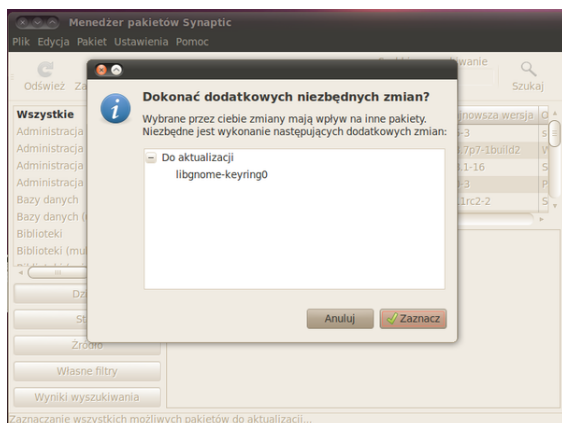 Menedżer pakietów Synaptic
Plik Edycja Pakiet Ustawienia Pomoc
Odśwież
Szukaj
Dokonać dodatkowych niezbędnych zmian?
Wybrane przez ciebie zmiany mają wpływ na inne pakiety.
Niezbędne jest wykonanie następujących dodatkowych zmian:
Do aktualizacji
libgnome-keyring0
Anuluj
Zaznacz
Wszystkie
Administracja
Administracja
Administracja
Administracja
Bazy danych
Bazy danych
Biblioteki
Biblioteki
Źródło
Własne filtry
Wyniki wyszukiwania
wersja
Zaznaczanie wszystkich możliwych pakietów do aktualizacji...